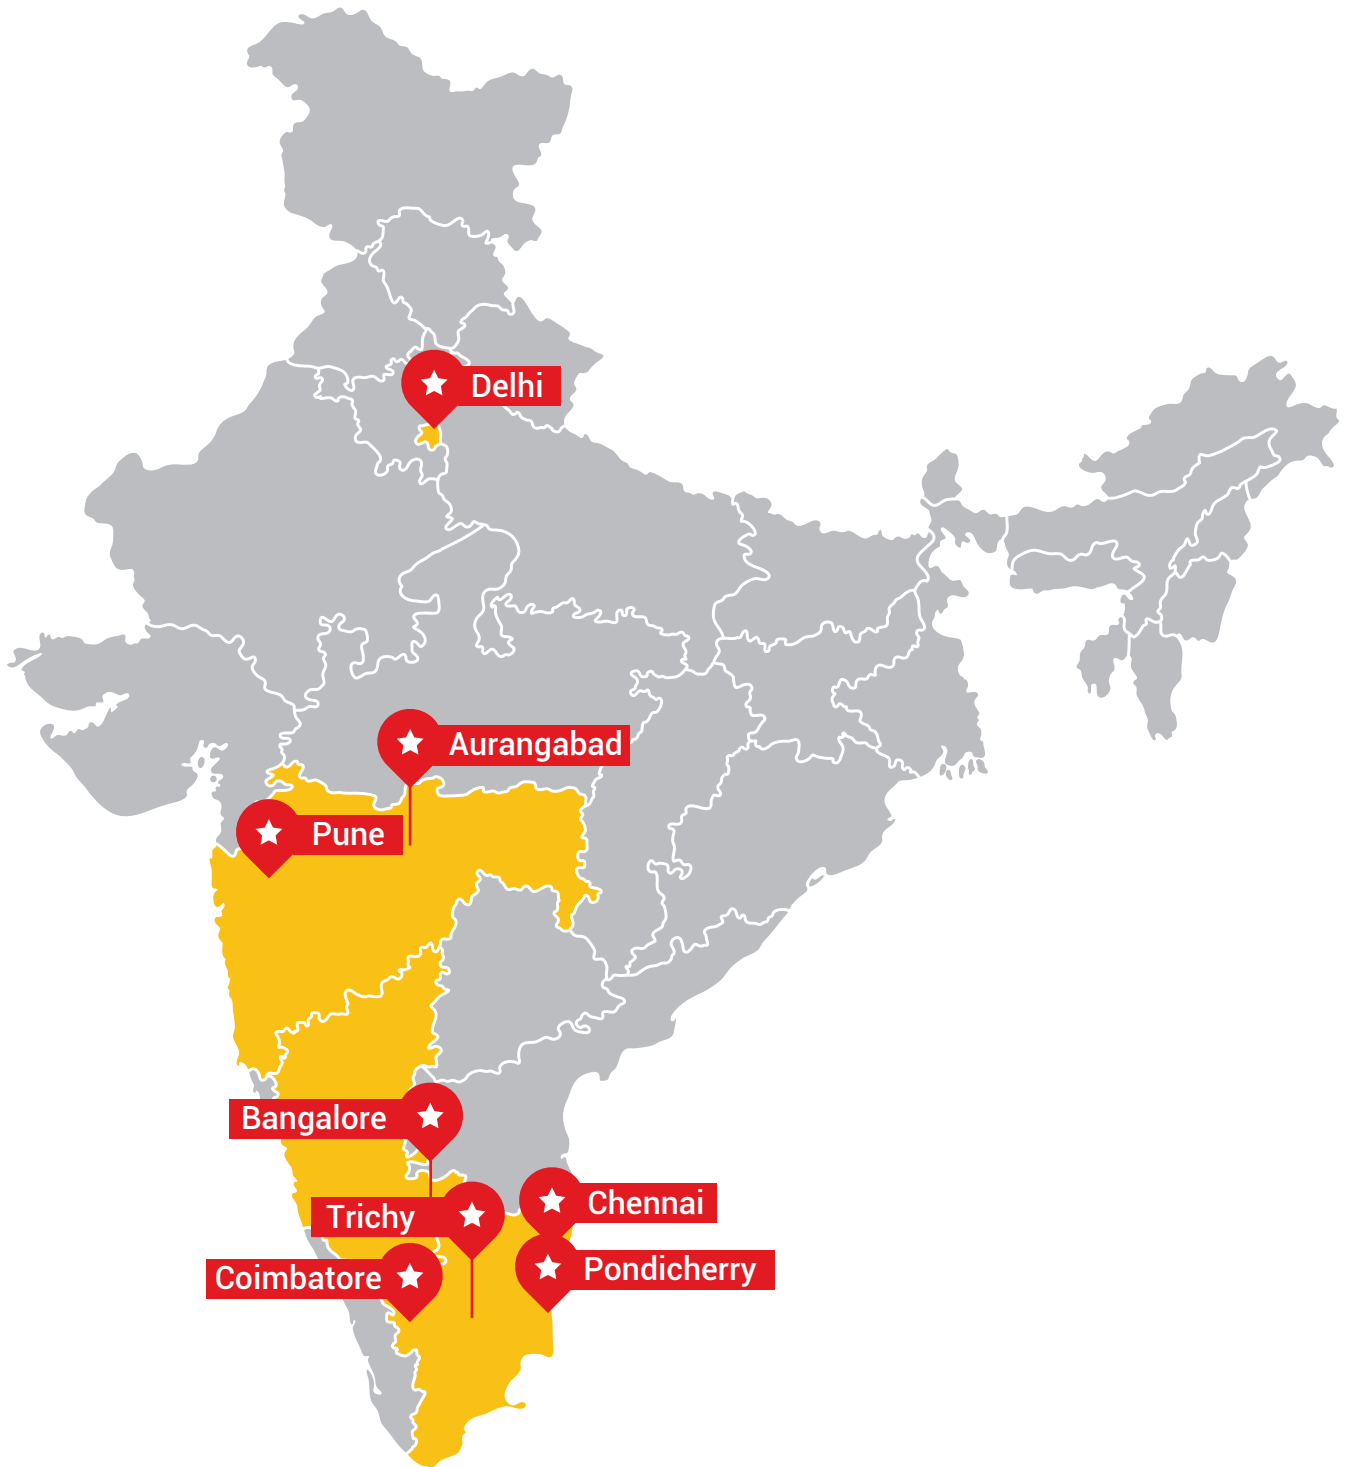 Delhi
Aurangabad
Pune
Bangalore
Chennai
Trichy
Pondicherry
Coimbatore